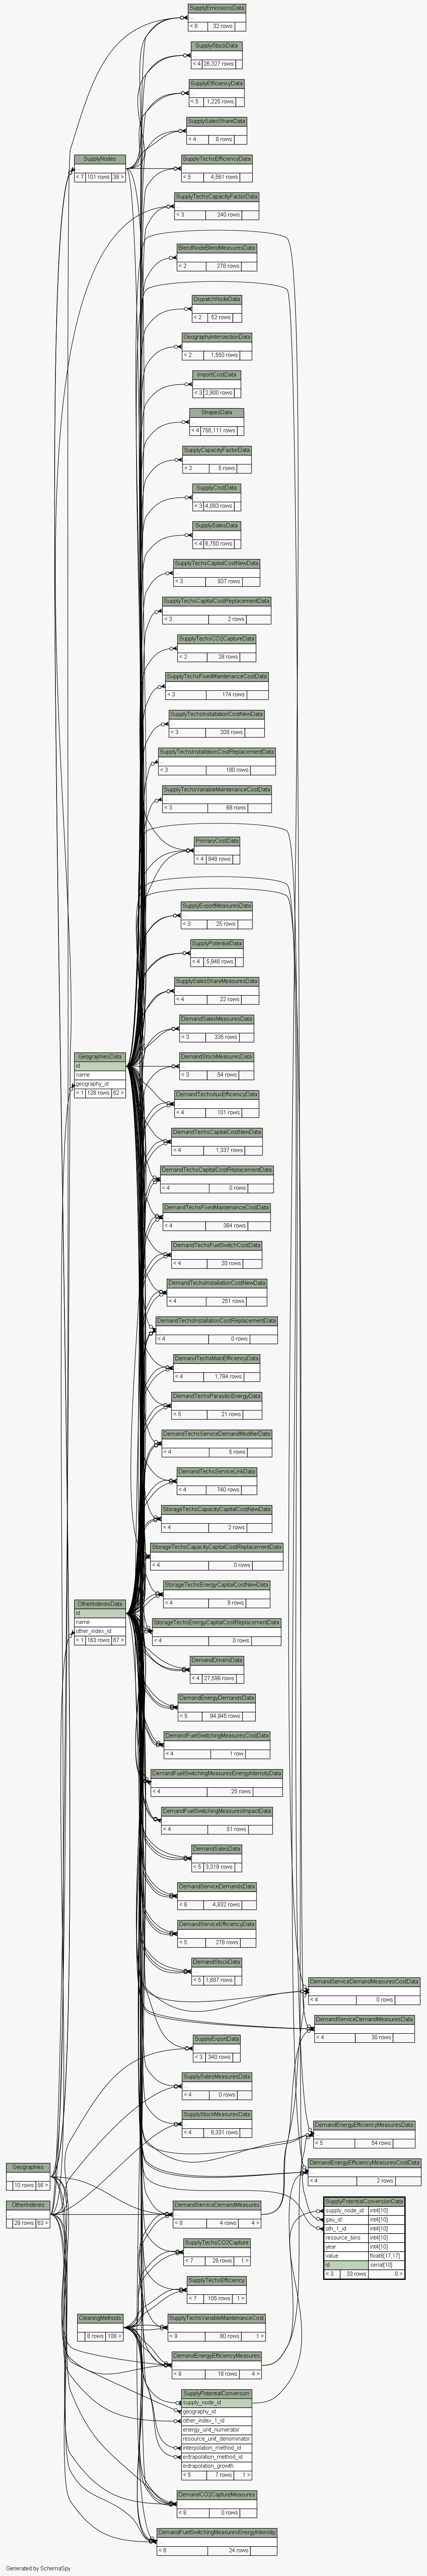 SupplyEmissionsData
...
< 6 32 rows
SupplyStockData
...
< 4 26,327 rows
SupplyEfficiencyData
...
< 5 1,225 rows
SupplySalesShareData
...
< 4 9 rows
SupplyNodes
...
< 7 101 rows 38 >
SupplyTechsEfficiencyData
...
< 5 4,561 rows
SupplyTechsCapacityFactorData
...
< 3 240 rows
BlendNodeBlendMeasuresData
...
< 2 278 rows
DispatchNodeData
...
< 2 52 rows
GeographyIntersectionData
...
< 2 1,550 rows
ImportCostData
...
< 3 2,900 rows
ShapesData
...
< 4 756,111 rows
SupplyCapacityFactorData
...
< 2 5 rows
SupplyCostData
...
< 3 4,093 rows
SupplySalesData
...
< 4 6,750 rows
SupplyTechsCapitalCostNewData
...
< 3 837 rows
SupplyTechsCapitalCostReplacementData
...
< 3 2 rows
SupplyTechsCO2CaptureData
...
< 2 28 rows
SupplyTechsFixedMaintenanceCostData
...
< 3 174 rows
SupplyTechsInstallationCostNewData
...
< 3 209 rows
SupplyTechsInstallationCostReplacementData
...
< 3 180 rows
SupplyTechsVariableMaintenanceCostData
...
< 3 68 rows
PrimaryCostData
...
< 4 848 rows
SupplyExportMeasuresData
...
< 3 25 rows
SupplyPotentialData
...
< 4 5,846 rows
SupplySalesShareMeasuresData
...
< 4 22 rows
DemandSalesMeasuresData
...
< 3 335 rows
GeographiesData
id
name
geography_id
< 1 128 rows 62 >
DemandStockMeasuresData
...
< 3 54 rows
DemandTechsAuxEfficiencyData
...
< 4 101 rows
DemandTechsCapitalCostNewData
...
< 4 1,337 rows
DemandTechsCapitalCostReplacementData
...
< 4 0 rows
DemandTechsFixedMaintenanceCostData
...
< 4 364 rows
DemandTechsFuelSwitchCostData
...
< 4 20 rows
DemandTechsInstallationCostNewData
...
< 4 251 rows
DemandTechsInstallationCostReplacementData
...
< 4 0 rows
DemandTechsMainEfficiencyData
...
< 4 1,784 rows
DemandTechsParasiticEnergyData
...
< 5 21 rows
DemandTechsServiceDemandModifierData
...
< 4 5 rows
DemandTechsServiceLinkData
...
< 4 740 rows
StorageTechsCapacityCapitalCostNewData
...
< 4 2 rows
StorageTechsCapacityCapitalCostReplacementData
...
< 4 0 rows
StorageTechsEnergyCapitalCostNewData
...
< 4 9 rows
OtherIndexesData
id
name
other_index_id
< 1 163 rows 67 >
StorageTechsEnergyCapitalCostReplacementData
...
< 4 0 rows
DemandDriversData
...
< 4 27,596 rows
DemandEnergyDemandsData
...
< 5 94,945 rows
DemandFuelSwitchingMeasuresCostData
...
< 4 1 row
DemandFuelSwitchingMeasuresEnergyIntensityData
...
< 4 25 rows
DemandFuelSwitchingMeasuresImpactData
...
< 4 51 rows
DemandSalesData
...
< 5 3,319 rows
DemandServiceDemandsData
...
< 6 4,832 rows
DemandServiceEfficiencyData
...
< 5 278 rows
DemandStockData
...
< 5 1,687 rows
DemandServiceDemandMeasuresCostData
...
< 4 0 rows
DemandServiceDemandMeasuresData
...
< 4 30 rows
SupplyExportData
...
< 3 340 rows
SupplySalesMeasuresData
...
< 4 0 rows
SupplyStockMeasuresData
...
< 4 8,331 rows
DemandEnergyEfficiencyMeasuresData
...
< 5 54 rows
DemandEnergyEfficiencyMeasuresCostData
...
< 4 2 rows
Geographies
...
10 rows 56 >
OtherIndexes
...
29 rows 63 >
SupplyPotentialConversionData
supply_node_id int4[10]
gau_id int4[10]
oth_1_id int4[10]
resource_bins int4[10]
year int4[10]
value float8[17,17]
id serial[10]
< 3 33 rows 0 >
DemandServiceDemandMeasures
...
< 8 4 rows 4 >
SupplyTechsCO2Capture
...
< 7 28 rows 1 >
SupplyTechsEfficiency
...
< 7 105 rows 1 >
CleaningMethods
...
8 rows 108 >
SupplyTechsVariableMaintenanceCost
...
< 9 80 rows 1 >
DemandEnergyEfficiencyMeasures
...
< 8 18 rows 4 >
SupplyPotentialConversion
supply_node_id
geography_id
other_index_1_id
energy_unit_numerator
resource_unit_denominator
interpolation_method_id
extrapolation_method_id
extrapolation_growth
< 5 7 rows 1 >
DemandCO2CaptureMeasures
...
< 8 0 rows
DemandFuelSwitchingMeasuresEnergyIntensity
...
< 6 24 rows
Generated by SchemaSpy